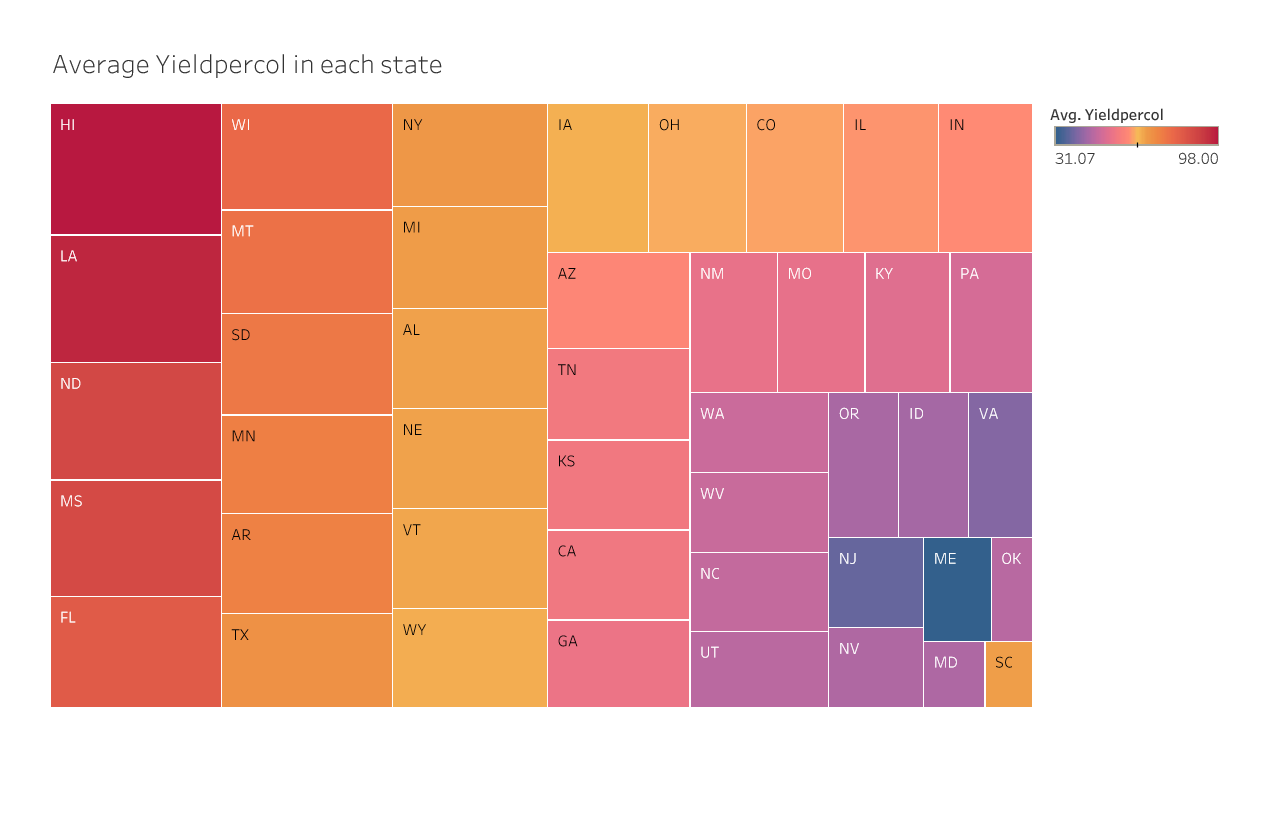 Average Yieldpercol in each state
HI
LA
ND
MS
FL
WI
MT
SD
MN
AR
TX
NY
MI
AL
NE
VT
WY
IA
OH
CO
IL
IN
AZ
TN
KS
CA
GA
NM
MO
KY
PA
WA
WV
NC
UT
OR
ID
VA
NJ
NV
ME
OK
MD
SC
Avg. Yieldpercol
31.07 98.00